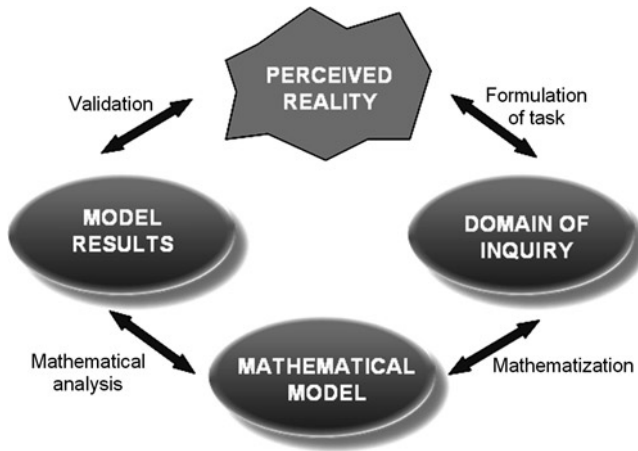 PERCEIVED
REALITY
Validation
Formulation
of task
MODEL
RESULTS
DOMAIN OF
INQUIRY
Mathematical
analysis
MATHEMATICAL
MODEL
Mathematization